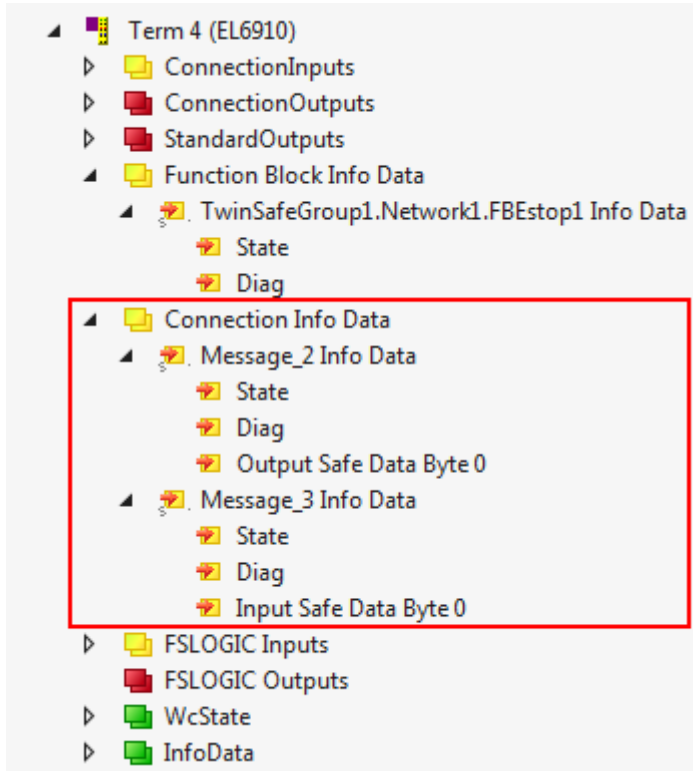 Term 4 (EL6910)
ConnectionInputs
ConnectionOutputs
StandardOutputs
Function Block Info Data
TwinSafeGroup1.Network1.FBEstop1 Info Data
State
Diag
Connection Info Data
Message_2 Info Data
State
Diag
Output Safe Data Byte 0
Message_3 Info Data
State
Diag
Input Safe Data Byte 0
FSLOGIC Inputs
FSLOGIC Outputs
WcState
InfoData